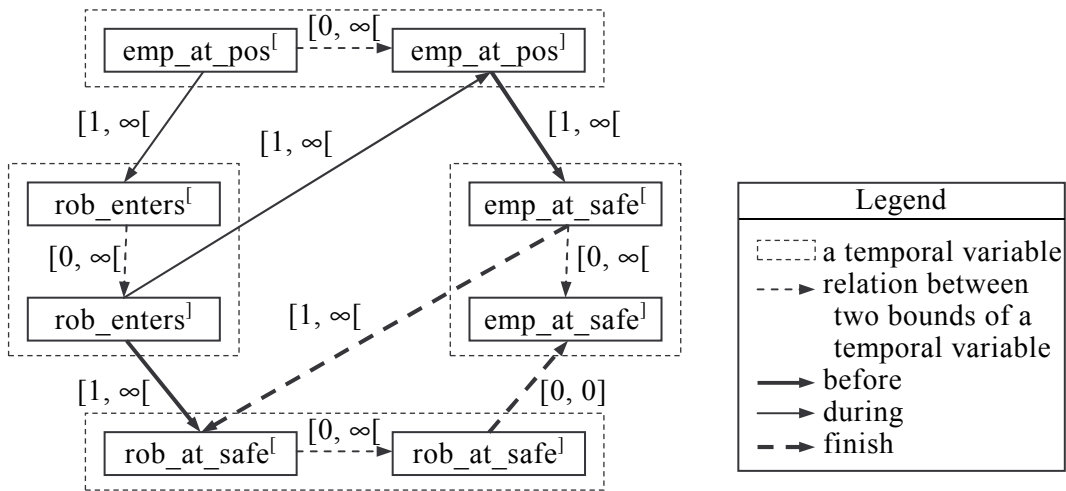 [0, ∞[
emp_at_pos[
emp_at_pos]
[1, ∞[
[1, ∞[
[1, ∞[
rob_enters[
emp_at_safe[
[0, ∞[
[0, ∞[
rob_enters]
[1, ∞[
emp_at_safe]
[1, ∞[
[0, 0]
[0, ∞[
rob_at_safe[
rob_at_safe]
Legend
a temporal variable
relation between
two bounds of a
temporal variable
before
during
finish